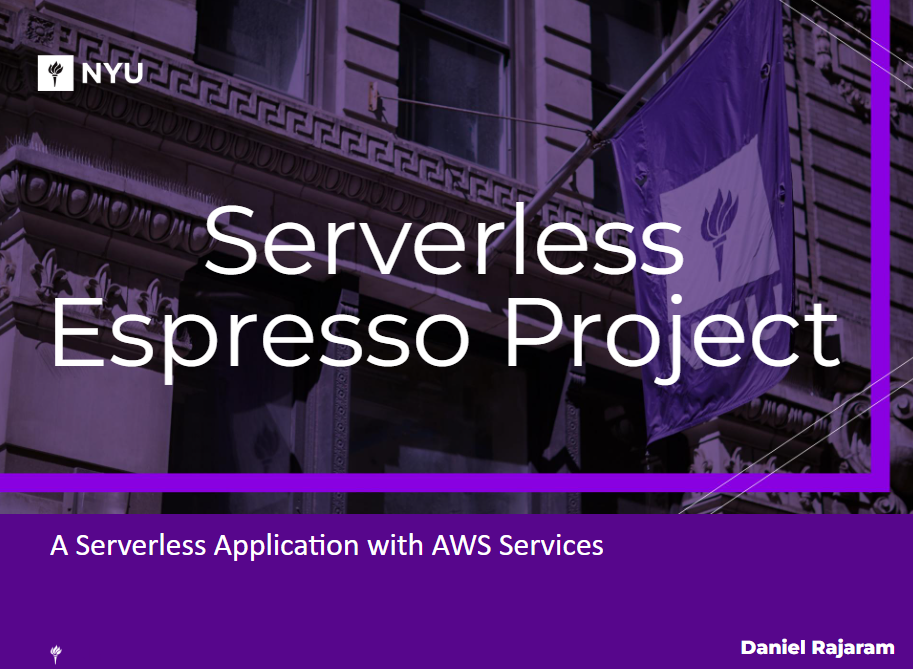 NYU
Serverless
Espresso Project
A Serverless Application with AWS Services
Daniel Rajaram